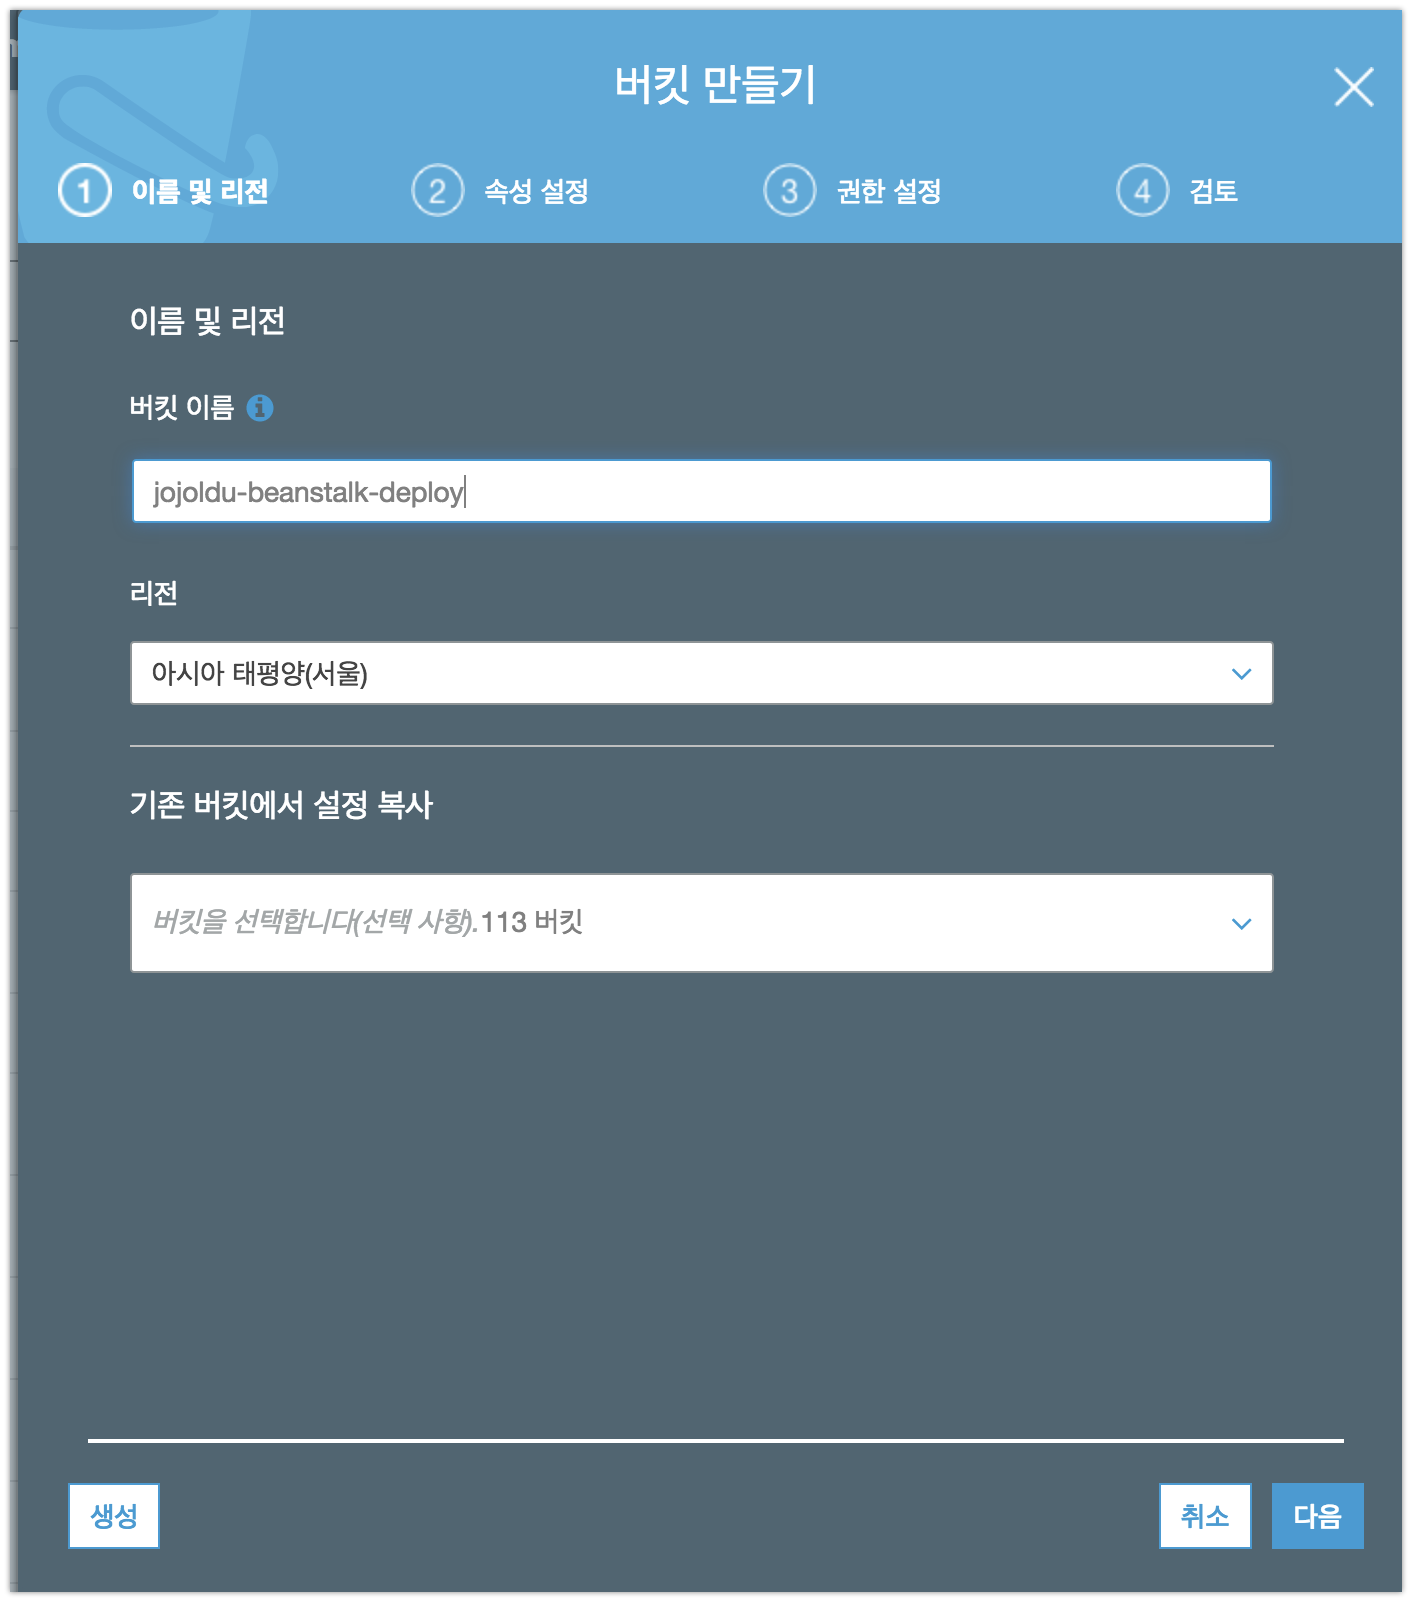 버킷 만들기
1 이름 및 리전 2 속성 설정 3 권한 설정 4 검토
이름 및 리전
버킷 이름
jojoldu-beanstalk-deploy
리전
아시아 태평양(서울)
기존 버킷에서 설정 복사
버킷을 선택합니다(선택 사항).113 버킷
생성 취소 다음